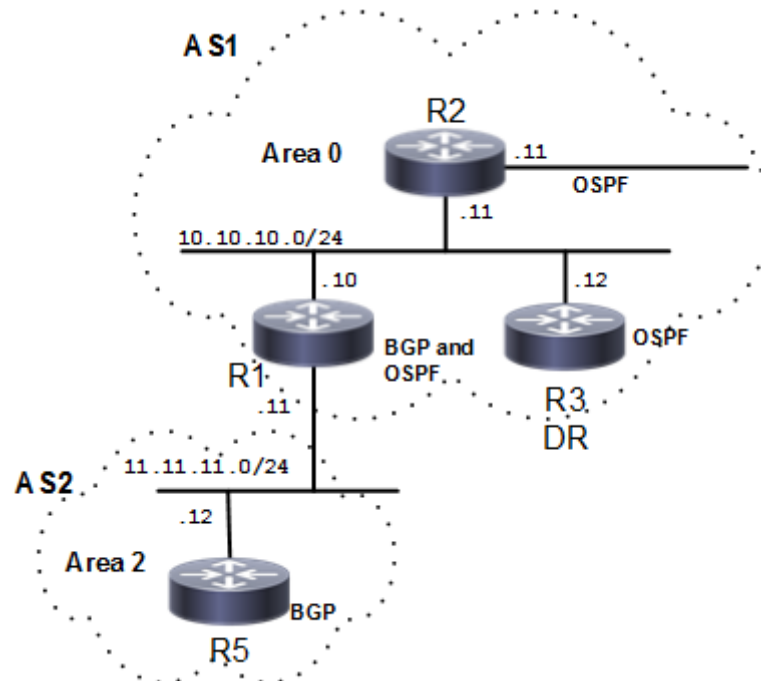 AS1
R2
Area 0
.11
OSPF
.11
10.10.10.0/24
.10
.12
BGP and
OSPF
OSPF
R1
R3
DR
.11
11.11.11.0/24
AS2
.12
Area 2
BGP
R5